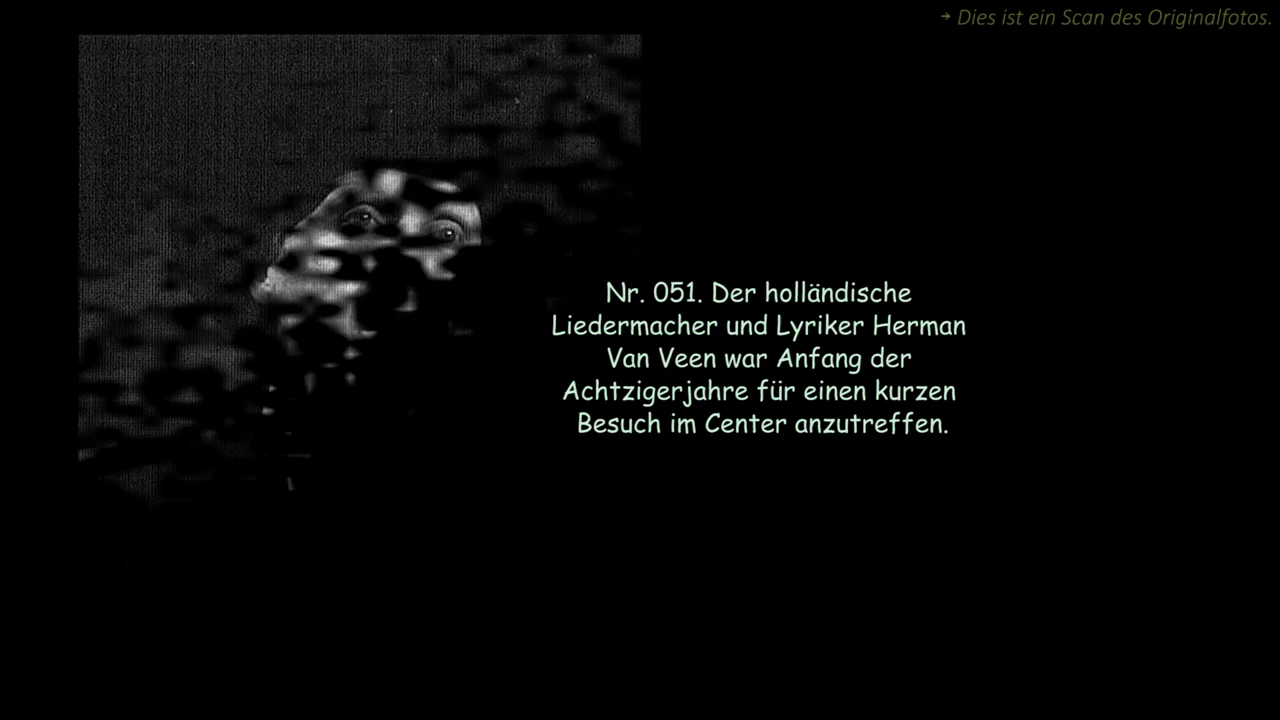 → Dies ist ein Scan des Originalfotos.
Nr. 051. Der holländische
Liedermacher und Lyriker Herman
Van Veen war Anfang der
Achtzigerjahre für einen kurzen
Besuch im Center anzutreffen.